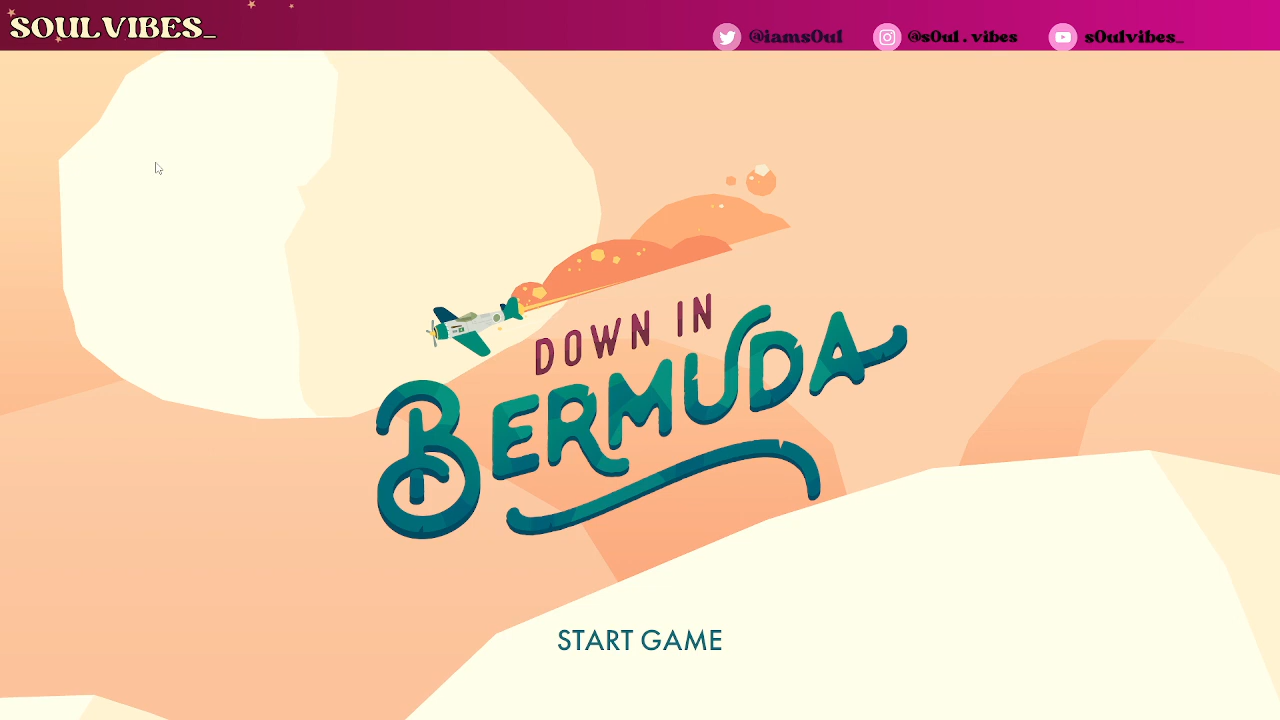 SOULVIBES_
@iams0ul
@s0ul.vibes
s0ulvibes_
DOWN IN
BERMUDA
START GAME